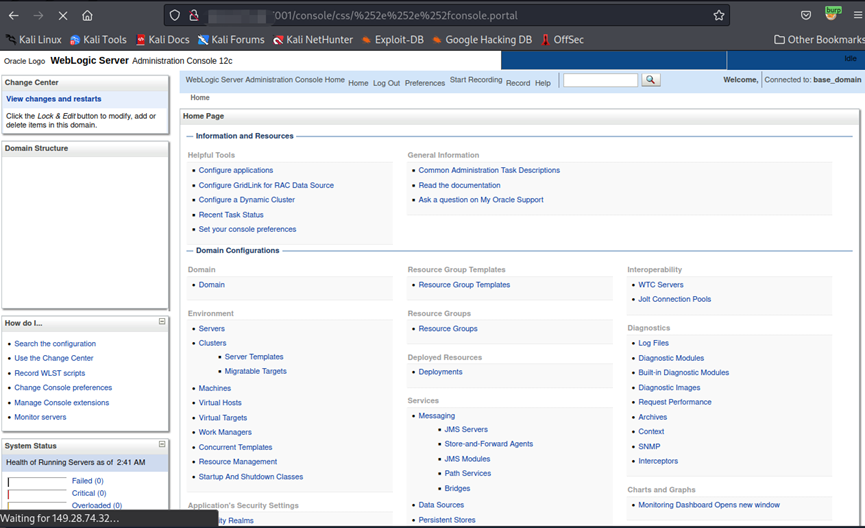 001/console/css/%252e%252e%252fconsole.portal
burp
Kali Linux Kali Tools Kali Docs Kali Forums Kali NetHunter Exploit-DB Google Hacking DB OffSec Other Bookmarks
Oracle Logo WebLogic Server Administration Console 12c
Idle
Change Center
View changes and restarts
Click the Lock & Edit button to modify, add or
delete items in this domain.
Domain Structure
How do I...
Search the configuration
Use the Change Center
Record WLST scripts
Change Console preferences
Manage Console extensions
Monitor servers
System Status
Health of Running Servers as of 2:41 AM
Failed (0)
Critical (0)
Overloaded (0)
Waiting for 149.28.74.32...
WebLogic Server Administration Console Home Home Log Out Preferences Start Recording Record Help
Welcome, Connected to: base_domain
Home
Home Page
Information and Resources
Helpful Tools
Configure applications
Configure GridLink for RAC Data Source
Configure a Dynamic Cluster
Recent Task Status
Set your console preferences
General Information
Common Administration Task Descriptions
Read the documentation
Ask a question on My Oracle Support
Domain Configurations
Domain
Domain
Environment
Servers
Clusters
Server Templates
Migratable Targets
Machines
Virtual Hosts
Virtual Targets
Work Managers
Concurrent Templates
Resource Management
Startup And Shutdown Classes
Application's Security Settings
Realms
Resource Group Templates
Resource Group Templates
Resource Groups
Resource Groups
Deployed Resources
Deployments
Services
Messaging
JMS Servers
Store-and-Forward Agents
JMS Modules
Path Services
Bridges
Data Sources
Persistent Stores
Interoperability
WTC Servers
Jolt Connection Pools
Diagnostics
Log Files
Diagnostic Modules
Built-in Diagnostic Modules
Diagnostic Images
Request Performance
Archives
Context
SNMP
Interceptors
Charts and Graphs
Monitoring Dashboard Opens new window